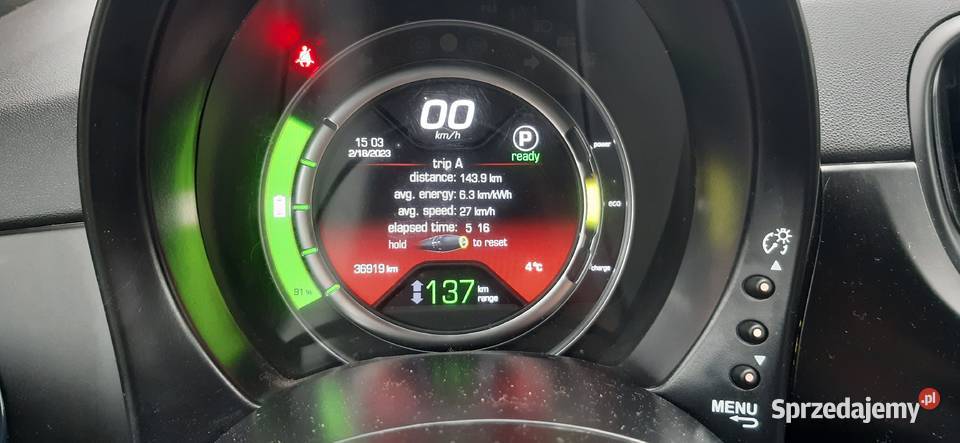 00
km/h
15 03
2/18/2023
P
ready
power
trip A
distance: 143.9 km
avg. energy: 6.3 km/kWh
eco
avg. speed: 27 km/h
elapsed time: 5 16
hold to reset
36919 km
4°C
charge
137 km
range
MENU
Sprzedajemy.pl